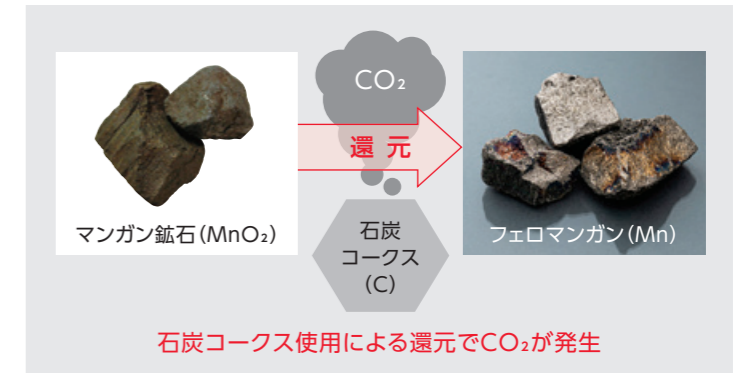 CO₂
還元
マンガン鉱石(MnO₂)
石炭
コークス
(C)
フェロマンガン(Mn)
石炭コークス使用による還元でCO₂が発生